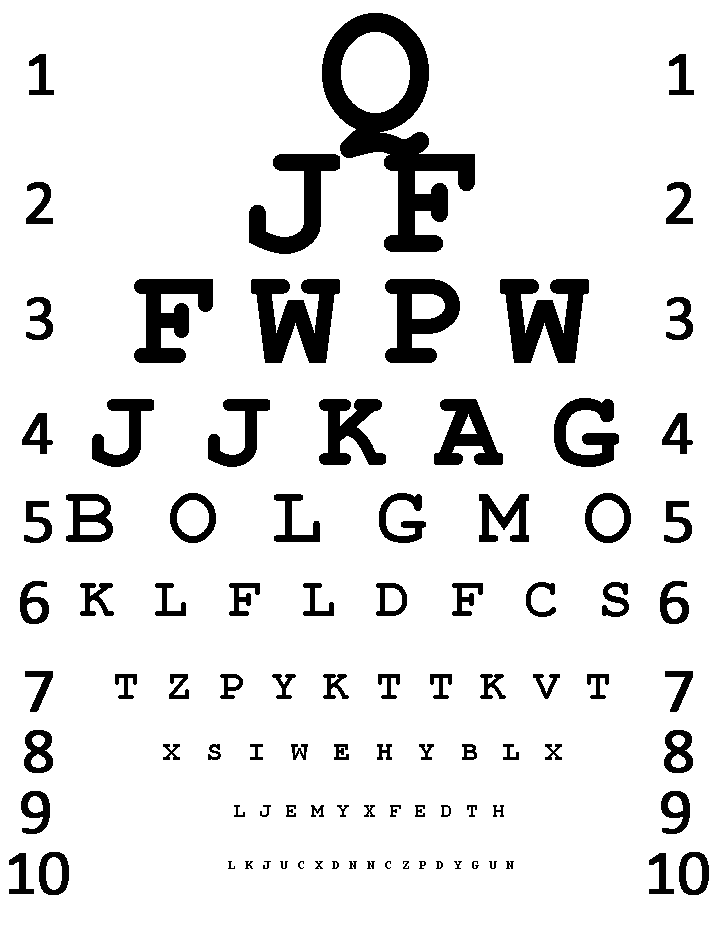 1 Q 1
2 J F 2
3 F W P W 3
4 J J K A G 4
5 B O L G M O 5
6 K L F L D F C S 6
7 T Z P Y K T T K V T 7
8 X S I W E H Y B L X 8
9 L J E M Y X F E D T H 9
10 L K J U C X D N N C Z P D Y G U N 10